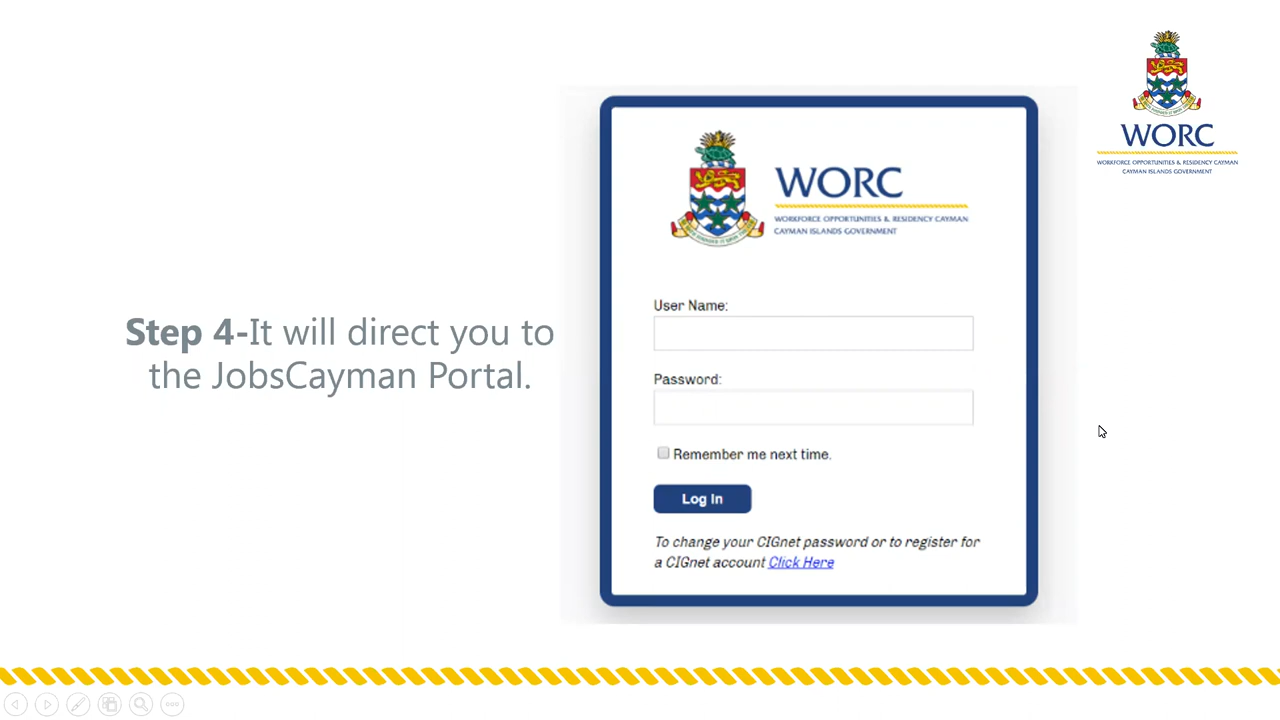 WORC
WORKFORCE OPPORTUNITIES & RESIDENCY CAYMAN
CAYMAN ISLANDS GOVERNMENT
Step 4-It will direct you to
the JobsCayman Portal.
WORC
WORKFORCE OPPORTUNITIES & RESIDENCY CAYMAN
CAYMAN ISLANDS GOVERNMENT
User Name:
Password:
Remember me next time.
Log In
To change your CIGnet password or to register for
a CIGnet account Click Here